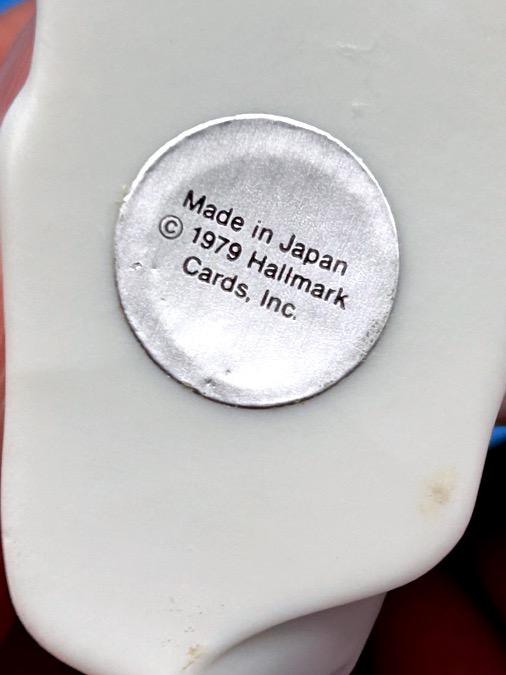 Made in Japan
© 1979 Hallmark
Cards, Inc.